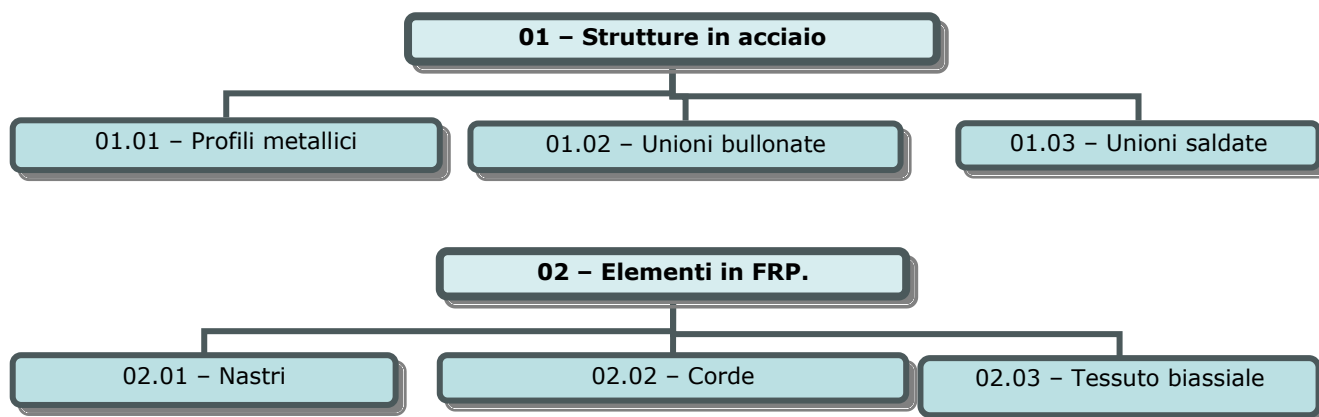 01 – Strutture in acciaio
01.01 – Profili metallici
01.02 – Unioni bullonate
01.03 – Unioni saldate
02 – Elementi in FRP.
02.01 – Nastri
02.02 – Corde
02.03 – Tessuto biassiale